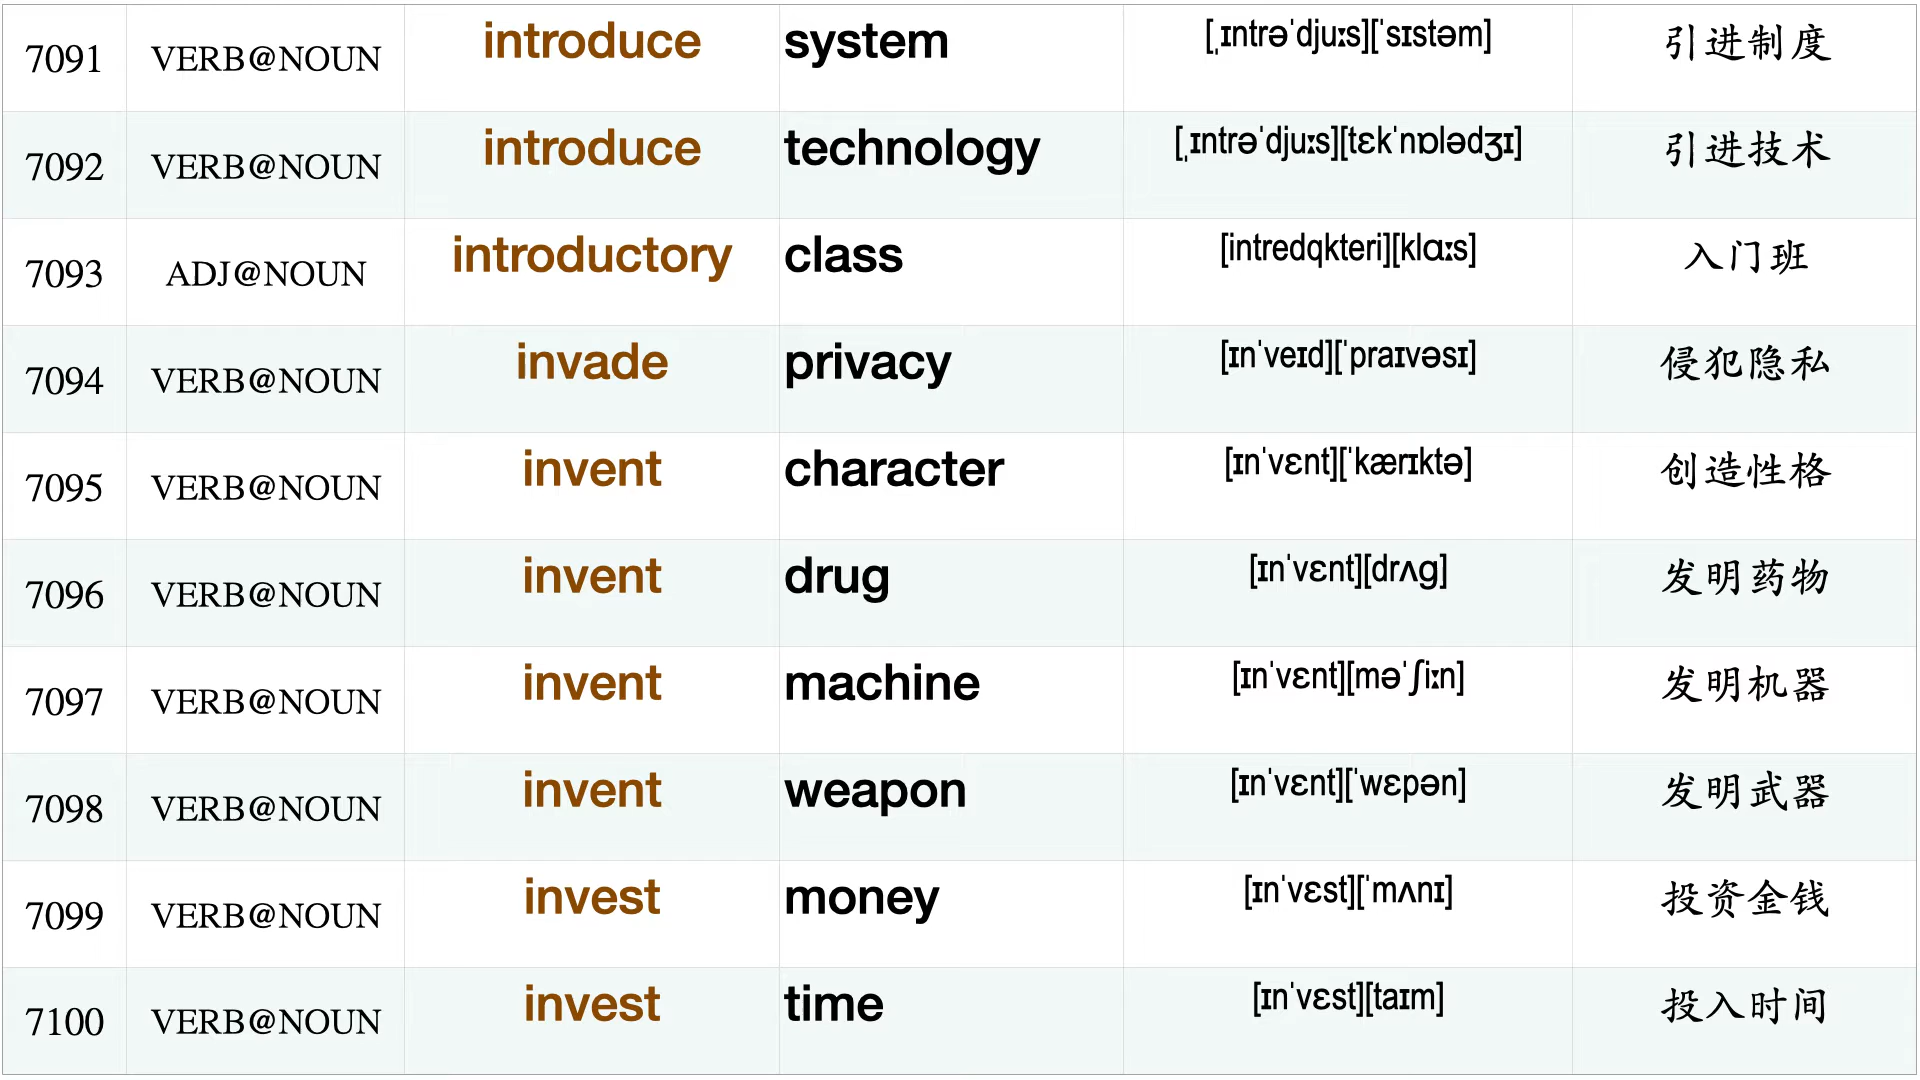 7091 VERB@NOUN introduce system [ˌɪntrəˈdjuːs][ˈsɪstəm] 引进制度
7092 VERB@NOUN introduce technology [ˌɪntrəˈdjuːs][tɛkˈnɒlədʒɪ] 引进技术
7093 ADJ@NOUN introductory class [intredqkteri][klɑːs] 入门班
7094 VERB@NOUN invade privacy [ɪnˈveɪd][ˈpraɪvəsɪ] 侵犯隐私
7095 VERB@NOUN invent character [ɪnˈvɛnt][ˈkærɪktə] 创造性格
7096 VERB@NOUN invent drug [ɪnˈvɛnt][drʌg] 发明药物
7097 VERB@NOUN invent machine [ɪnˈvɛnt][məˈʃiːn] 发明机器
7098 VERB@NOUN invent weapon [ɪnˈvɛnt][ˈwɛpən] 发明武器
7099 VERB@NOUN invest money [ɪnˈvɛst][ˈmʌnɪ] 投资金钱
7100 VERB@NOUN invest time [ɪnˈvɛst][taɪm] 投入时间